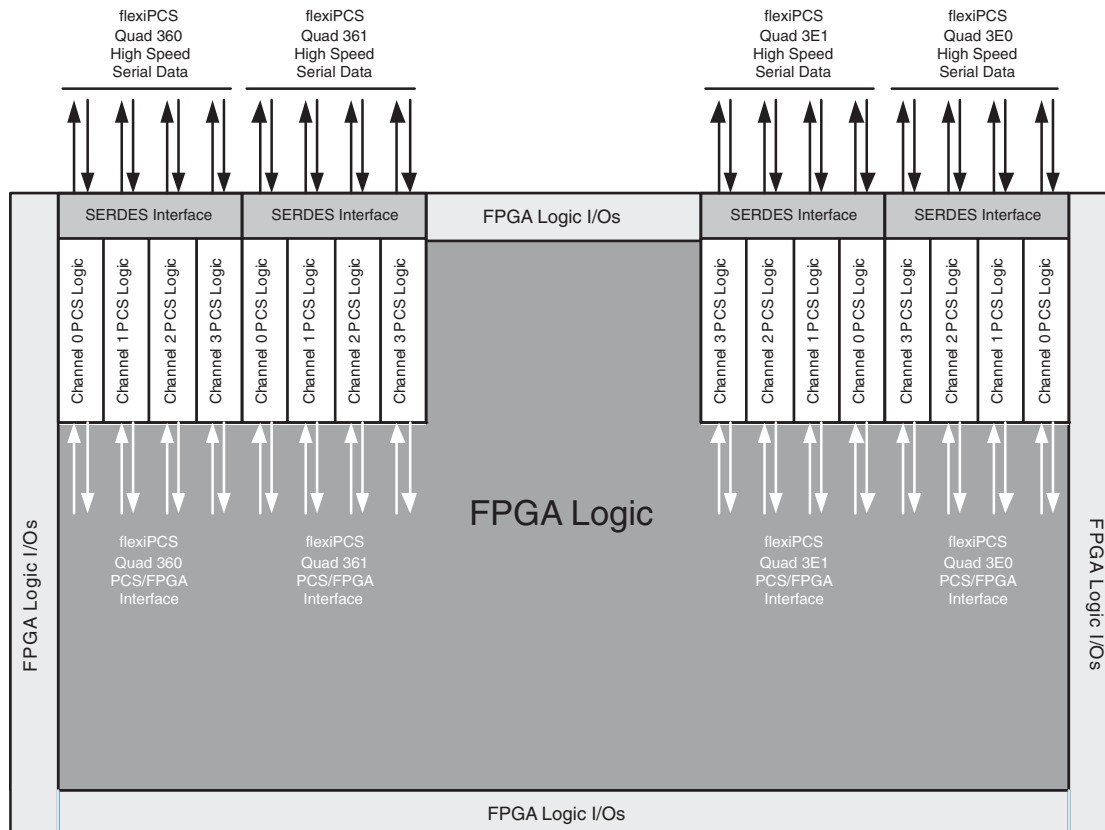 flexiPCS
Quad 360
High Speed
Serial Data
flexiPCS
Quad 361
High Speed
Serial Data
flexiPCS
Quad 3E1
High Speed
Serial Data
flexiPCS
Quad 3E0
High Speed
Serial Data
SERDES Interface
SERDES Interface
FPGA Logic I/Os
SERDES Interface
SERDES Interface
Channel 0 PCS Logic
Channel 1 PCS Logic
Channel 2 PCS Logic
Channel 3 PCS Logic
Channel 0 PCS Logic
Channel 1 PCS Logic
Channel 2 PCS Logic
Channel 3 PCS Logic
Channel 3 PCS Logic
Channel 2 PCS Logic
Channel 1 PCS Logic
Channel 0 PCS Logic
Channel 3 PCS Logic
Channel 2 PCS Logic
Channel 1 PCS Logic
Channel 0 PCS Logic
FPGA Logic
FPGA Logic I/Os
flexiPCS
Quad 360
PCS/FPGA
Interface
flexiPCS
Quad 361
PCS/FPGA
Interface
flexiPCS
Quad 3E1
PCS/FPGA
Interface
flexiPCS
Quad 3E0
PCS/FPGA
Interface
FPGA Logic I/Os
FPGA Logic I/Os